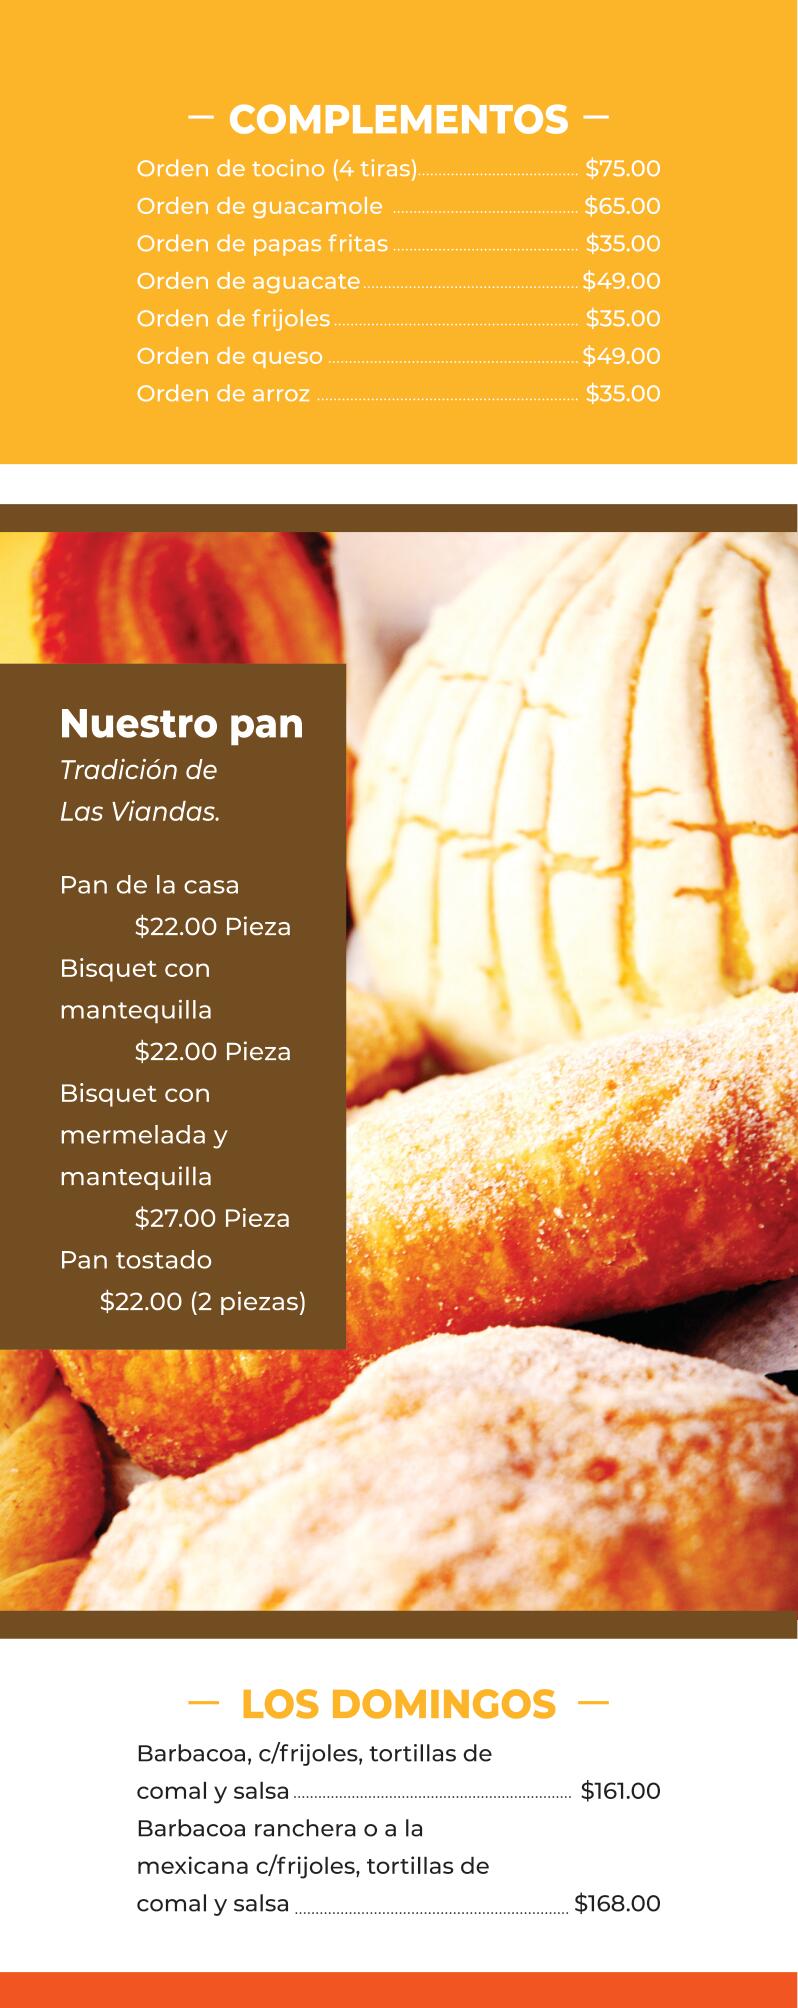 COMPLEMENTOS
Orden de tocino (4 tiras) $75.00
Orden de guacamole $65.00
Orden de papas fritas $35.00
Orden de aguacate $49.00
Orden de frijoles $35.00
Orden de queso $49.00
Orden de arroz $35.00
Nuestro pan
Tradición de
Las Viandas.
Pan de la casa
$22.00 Pieza
Bisquet con
mantequilla
$22.00 Pieza
Bisquet con
mermelada y
mantequilla
$27.00 Pieza
Pan tostado
$22.00 (2 piezas)
LOS DOMINGOS
Barbacoa, c/frijoles, tortillas de
comal y salsa $161.00
Barbacoa ranchera o a la
mexicana c/frijoles, tortillas de
comal y salsa $168.00